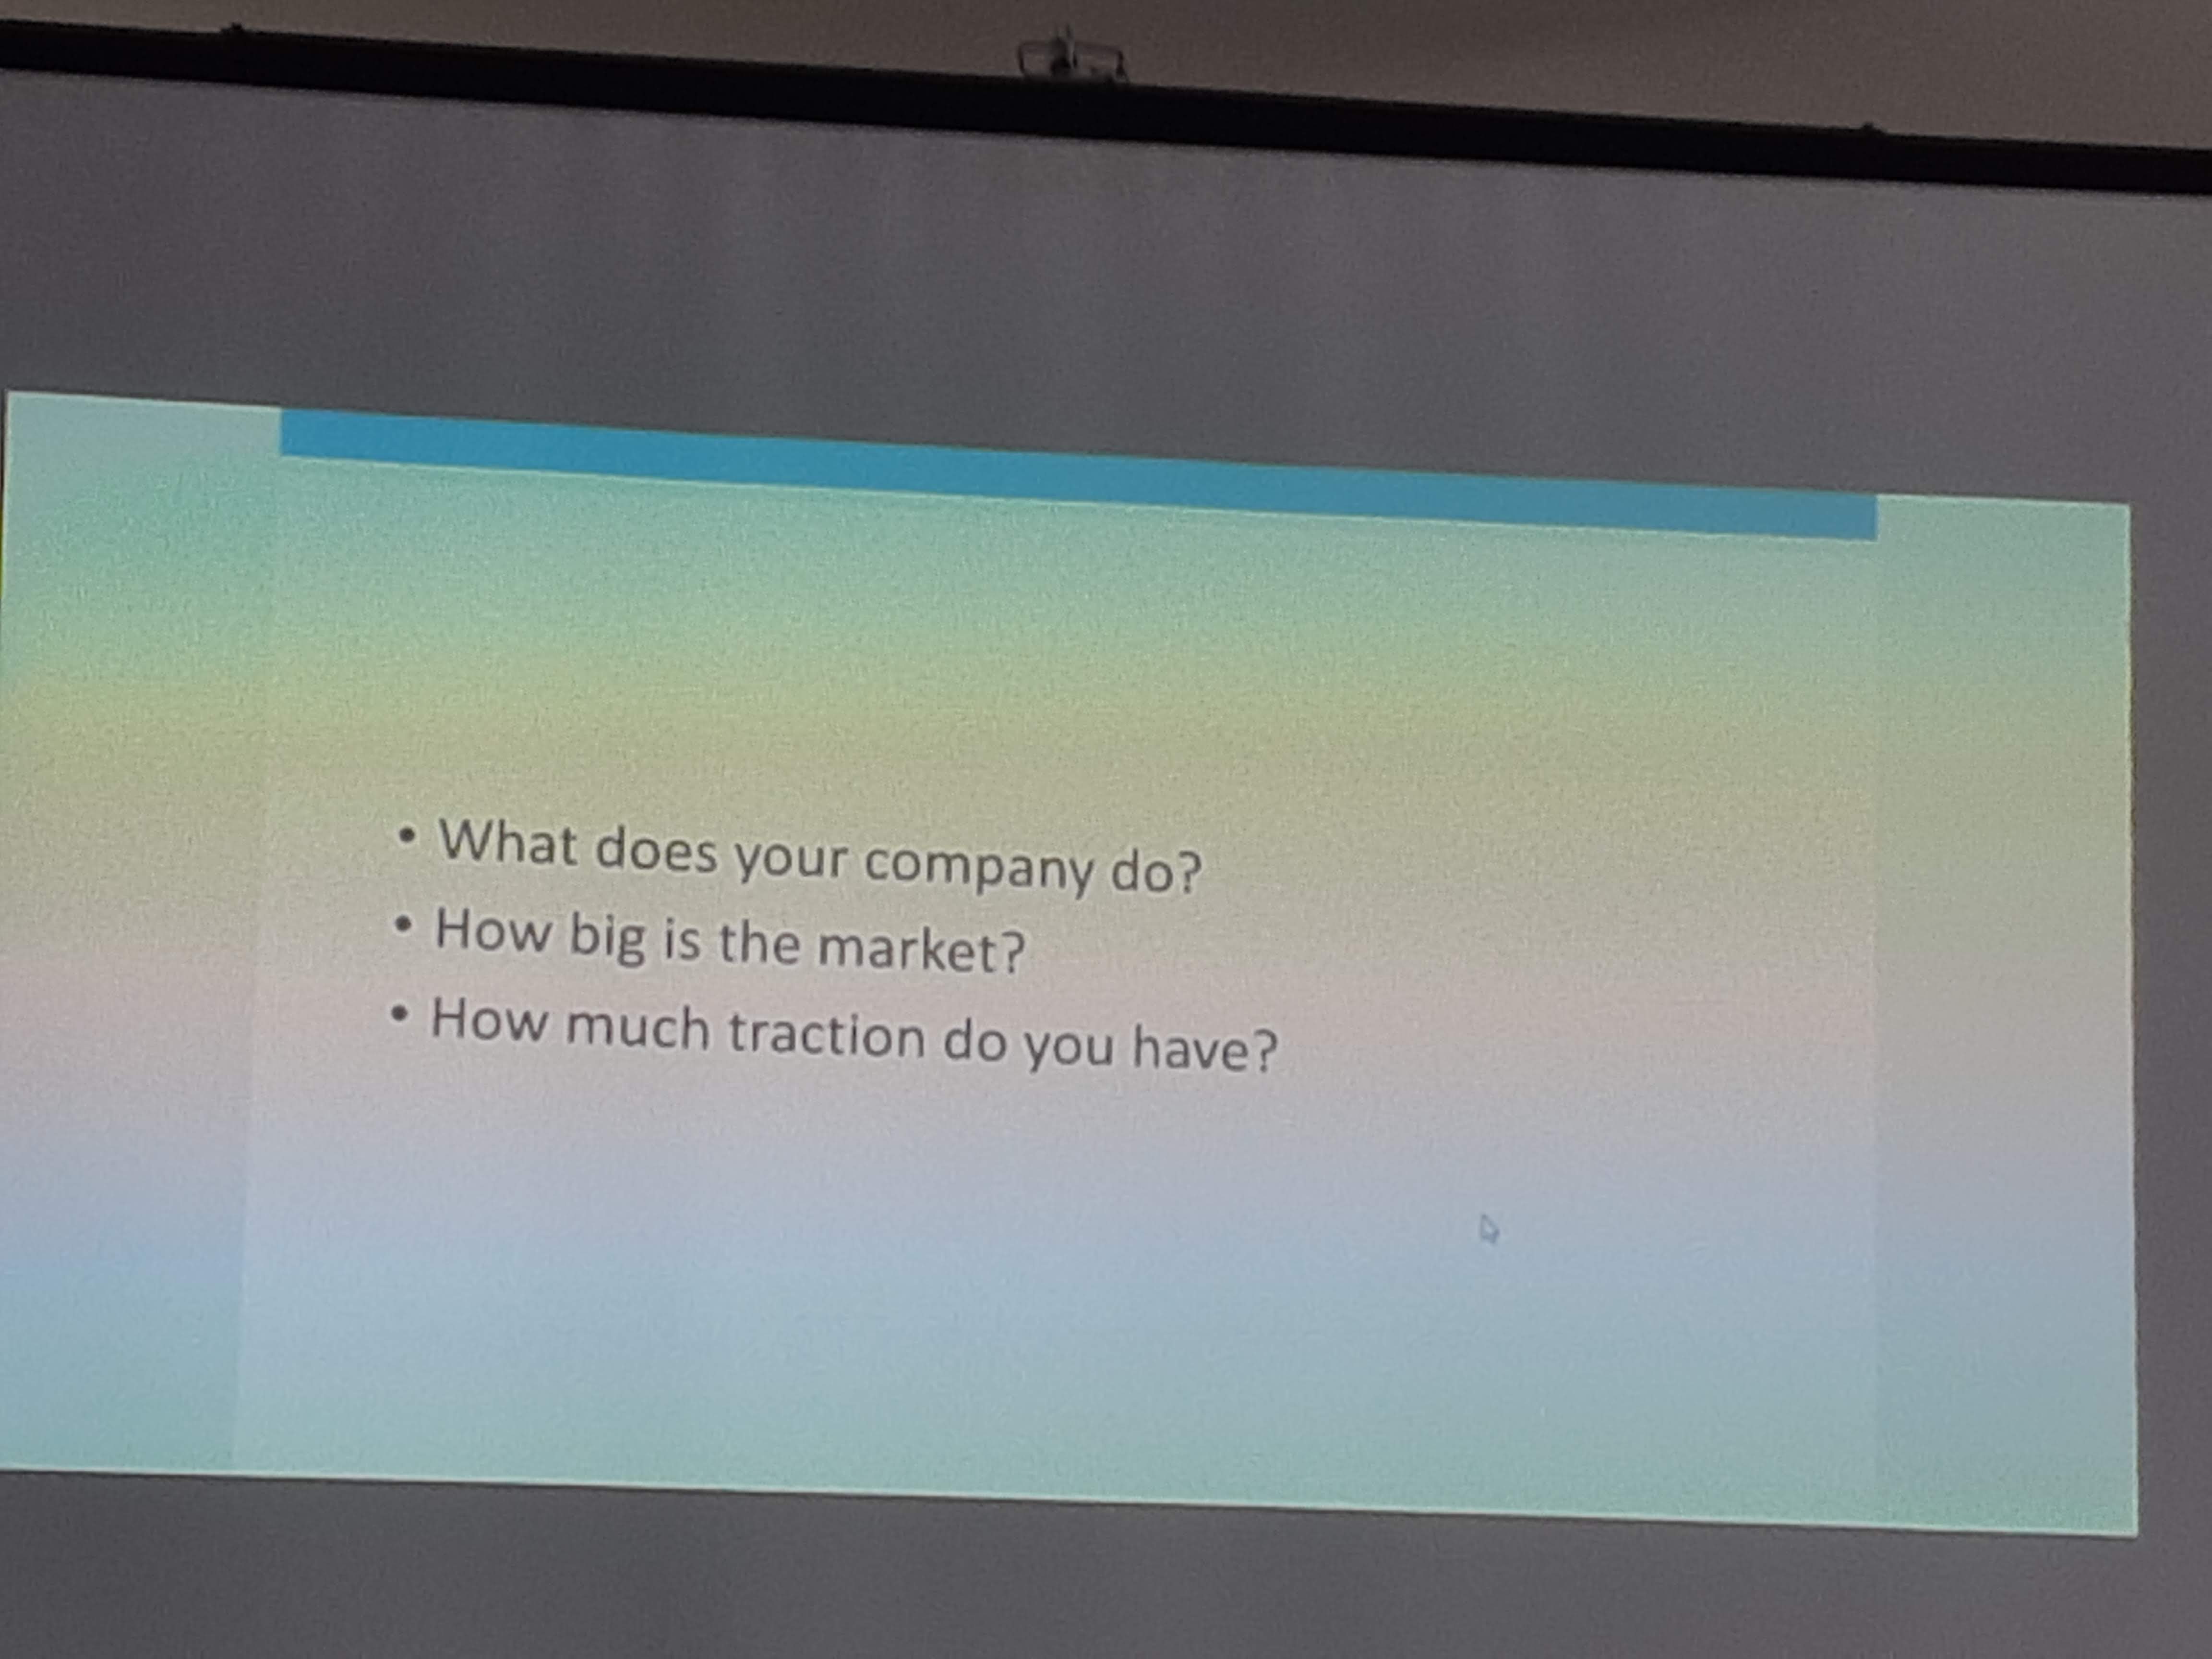 • What does your company do?
• How big is the market?
• How much traction do you have?